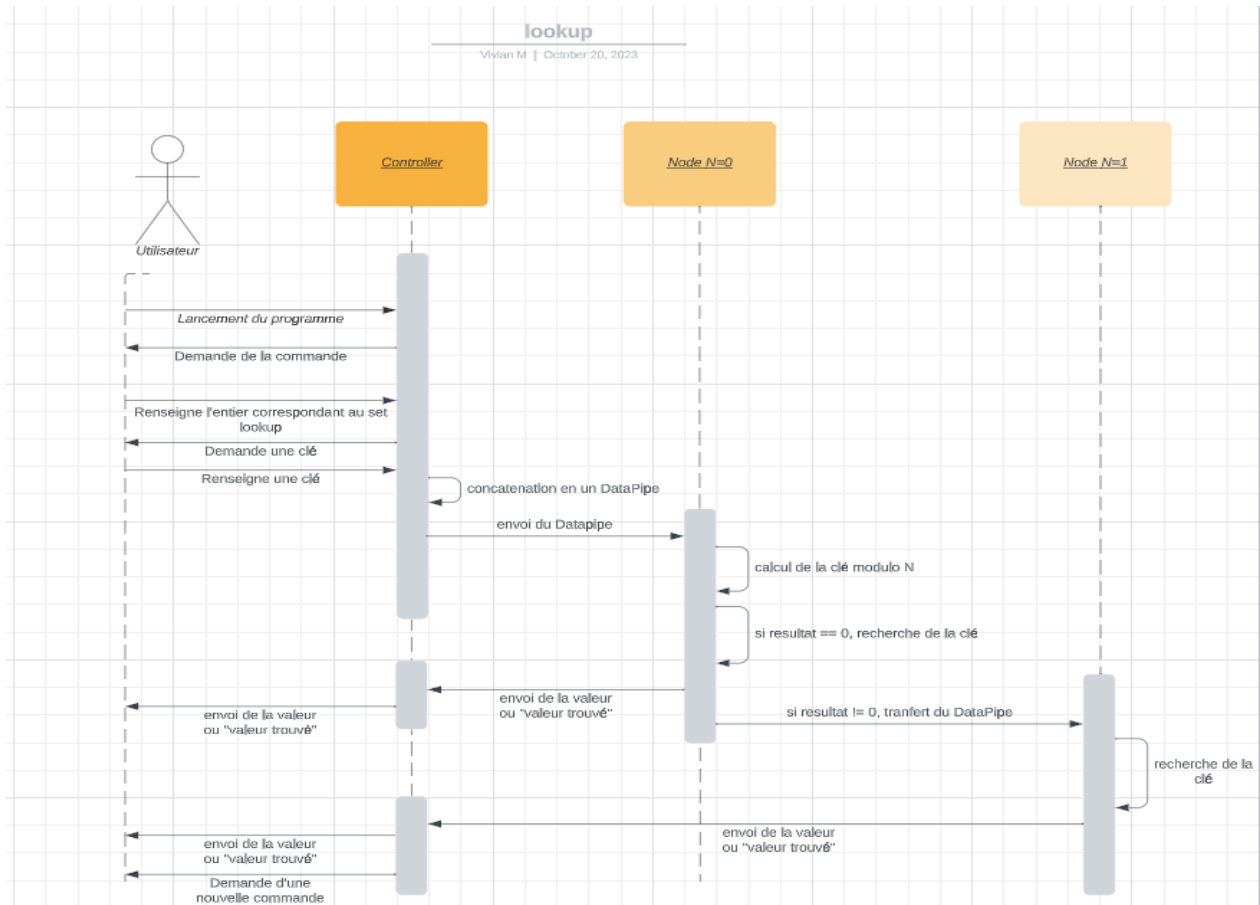 lookup
Vivian M | October 20, 2023
Controller
Node N=0
Node N=1
Utilisateur
Lancement du programme
Demande de la commande
Renseigne l'entier correspondant au set
lookup
Demande une clé
Renseigne une clé
concatenation en un DataPipe
envoi du Datapipe
calcul de la clé modulo N
si resultat == 0, recherche de la clé
envoi de la valeur
ou "valeur trouvé"
envoi de la valeur
ou "valeur trouvé"
si resultat != 0, tranfert du DataPipe
recherche de la
clé
envoi de la valeur
ou "valeur trouvé"
envoi de la valeur
ou "valeur trouvé"
Demande d'une
nouvelle commande